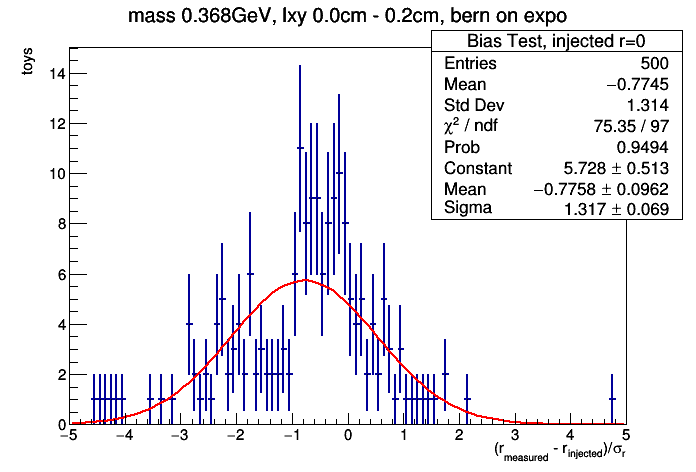 mass 0.368GeV, lxy 0.0cm - 0.2cm, bern on expo
Bias Test, injected r=0
Entries 500
Mean −0.7745
Std Dev 1.314
χ² / ndf 75.35 / 97
Prob 0.9494
Constant 5.728 ± 0.513
Mean −0.7758 ± 0.0962
Sigma 1.317 ± 0.069
toys
14
12
10
8
6
4
2
0
−5 −4 −3 −2 −1 0 1 2 3 4 5
(r_measured - r_injected)/σ_r